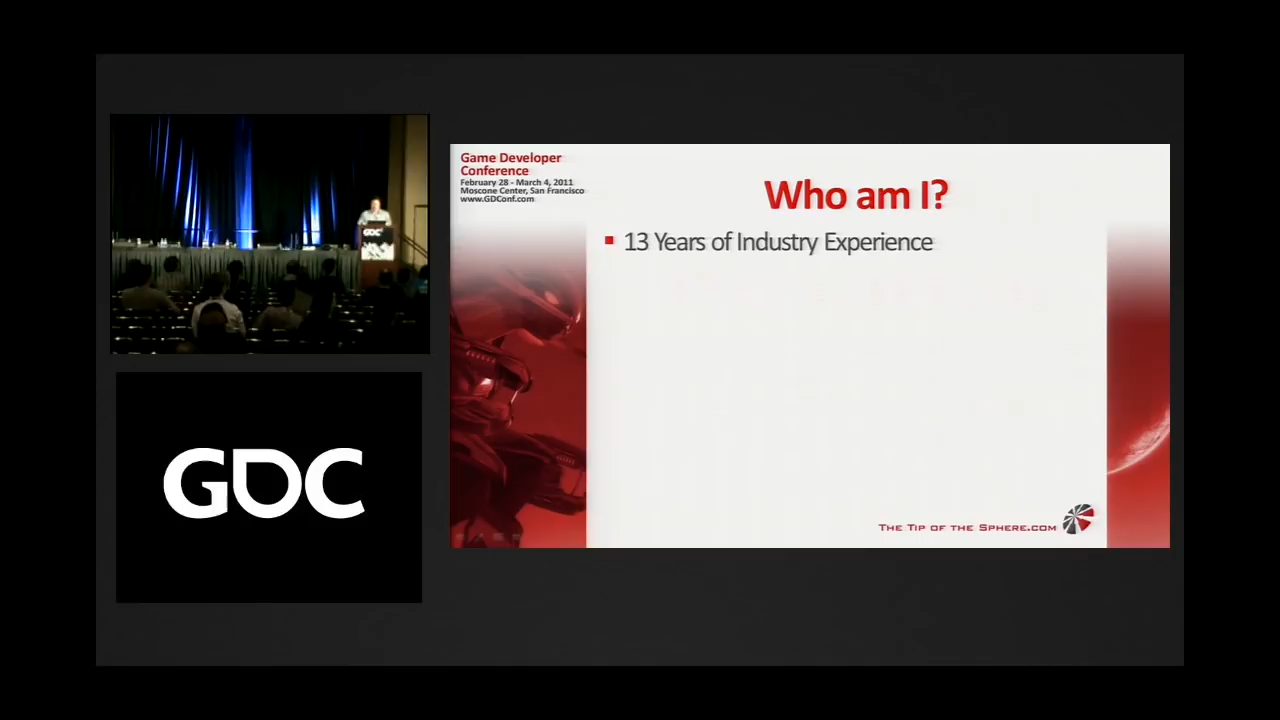 Game Developer
Conference
February 28 - March 4, 2011
Moscone Center, San Francisco
www.GDConf.com
Who am I?
13 Years of Industry Experience
The Tip of the Sphere.com
GDC
GDC